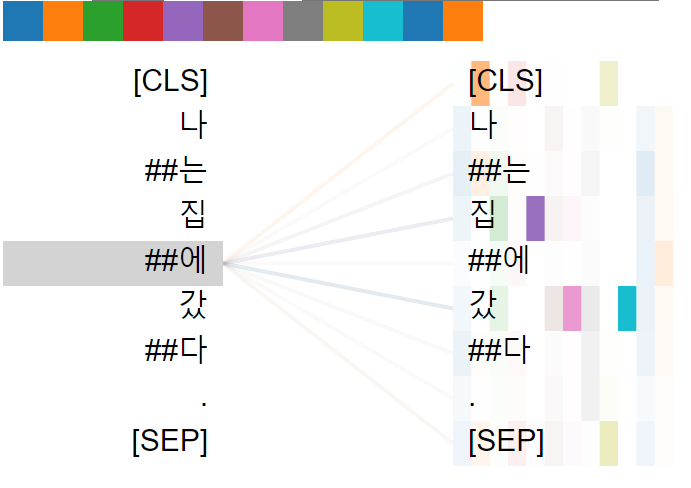 [CLS] [CLS]
나 나
##는 ##는
집 집
##에 ##에
갔 갔
##다 ##다
. .
[SEP] [SEP]